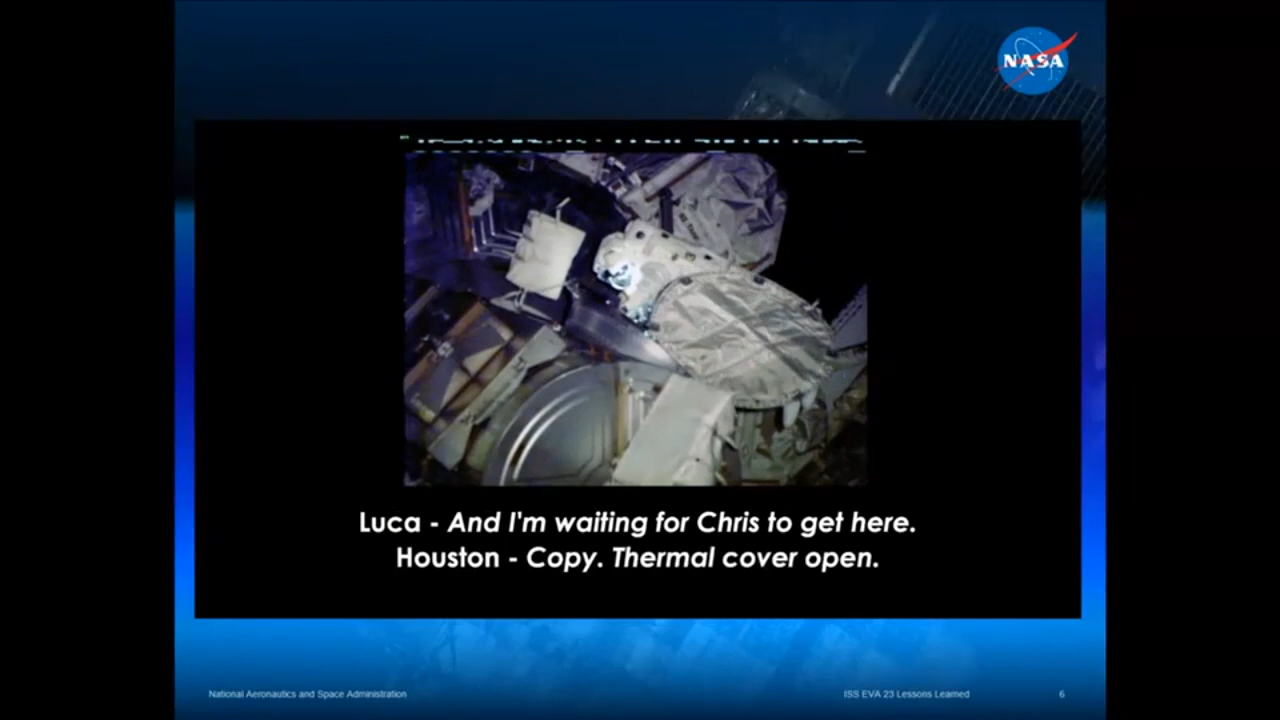 NASA
Luca - And I'm waiting for Chris to get here.
Houston - Copy. Thermal cover open.
National Aeronautics and Space Administration
ISS EVA 23 Lessons Learned
6